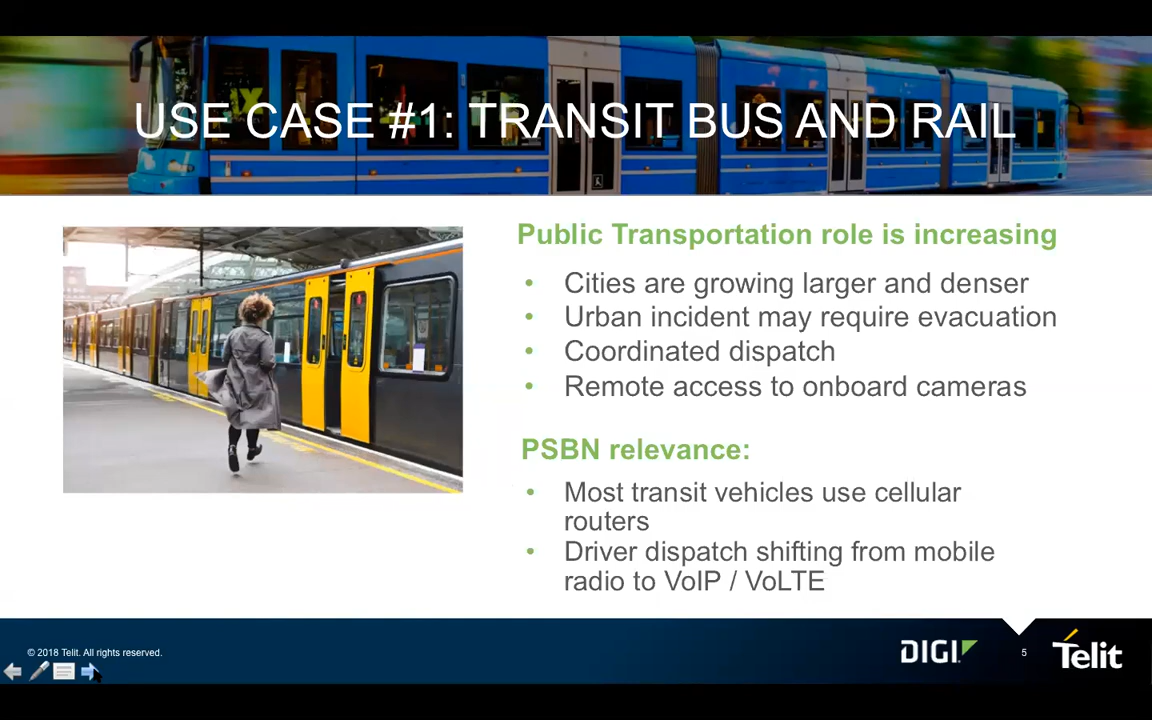 USE CASE #1: TRANSIT BUS AND RAIL
Public Transportation role is increasing
• Cities are growing larger and denser
• Urban incident may require evacuation
• Coordinated dispatch
• Remote access to onboard cameras
PSBN relevance:
• Most transit vehicles use cellular
routers
• Driver dispatch shifting from mobile
radio to VoIP / VoLTE
© 2018 Telit. All rights reserved.
DIGI
5
Telit